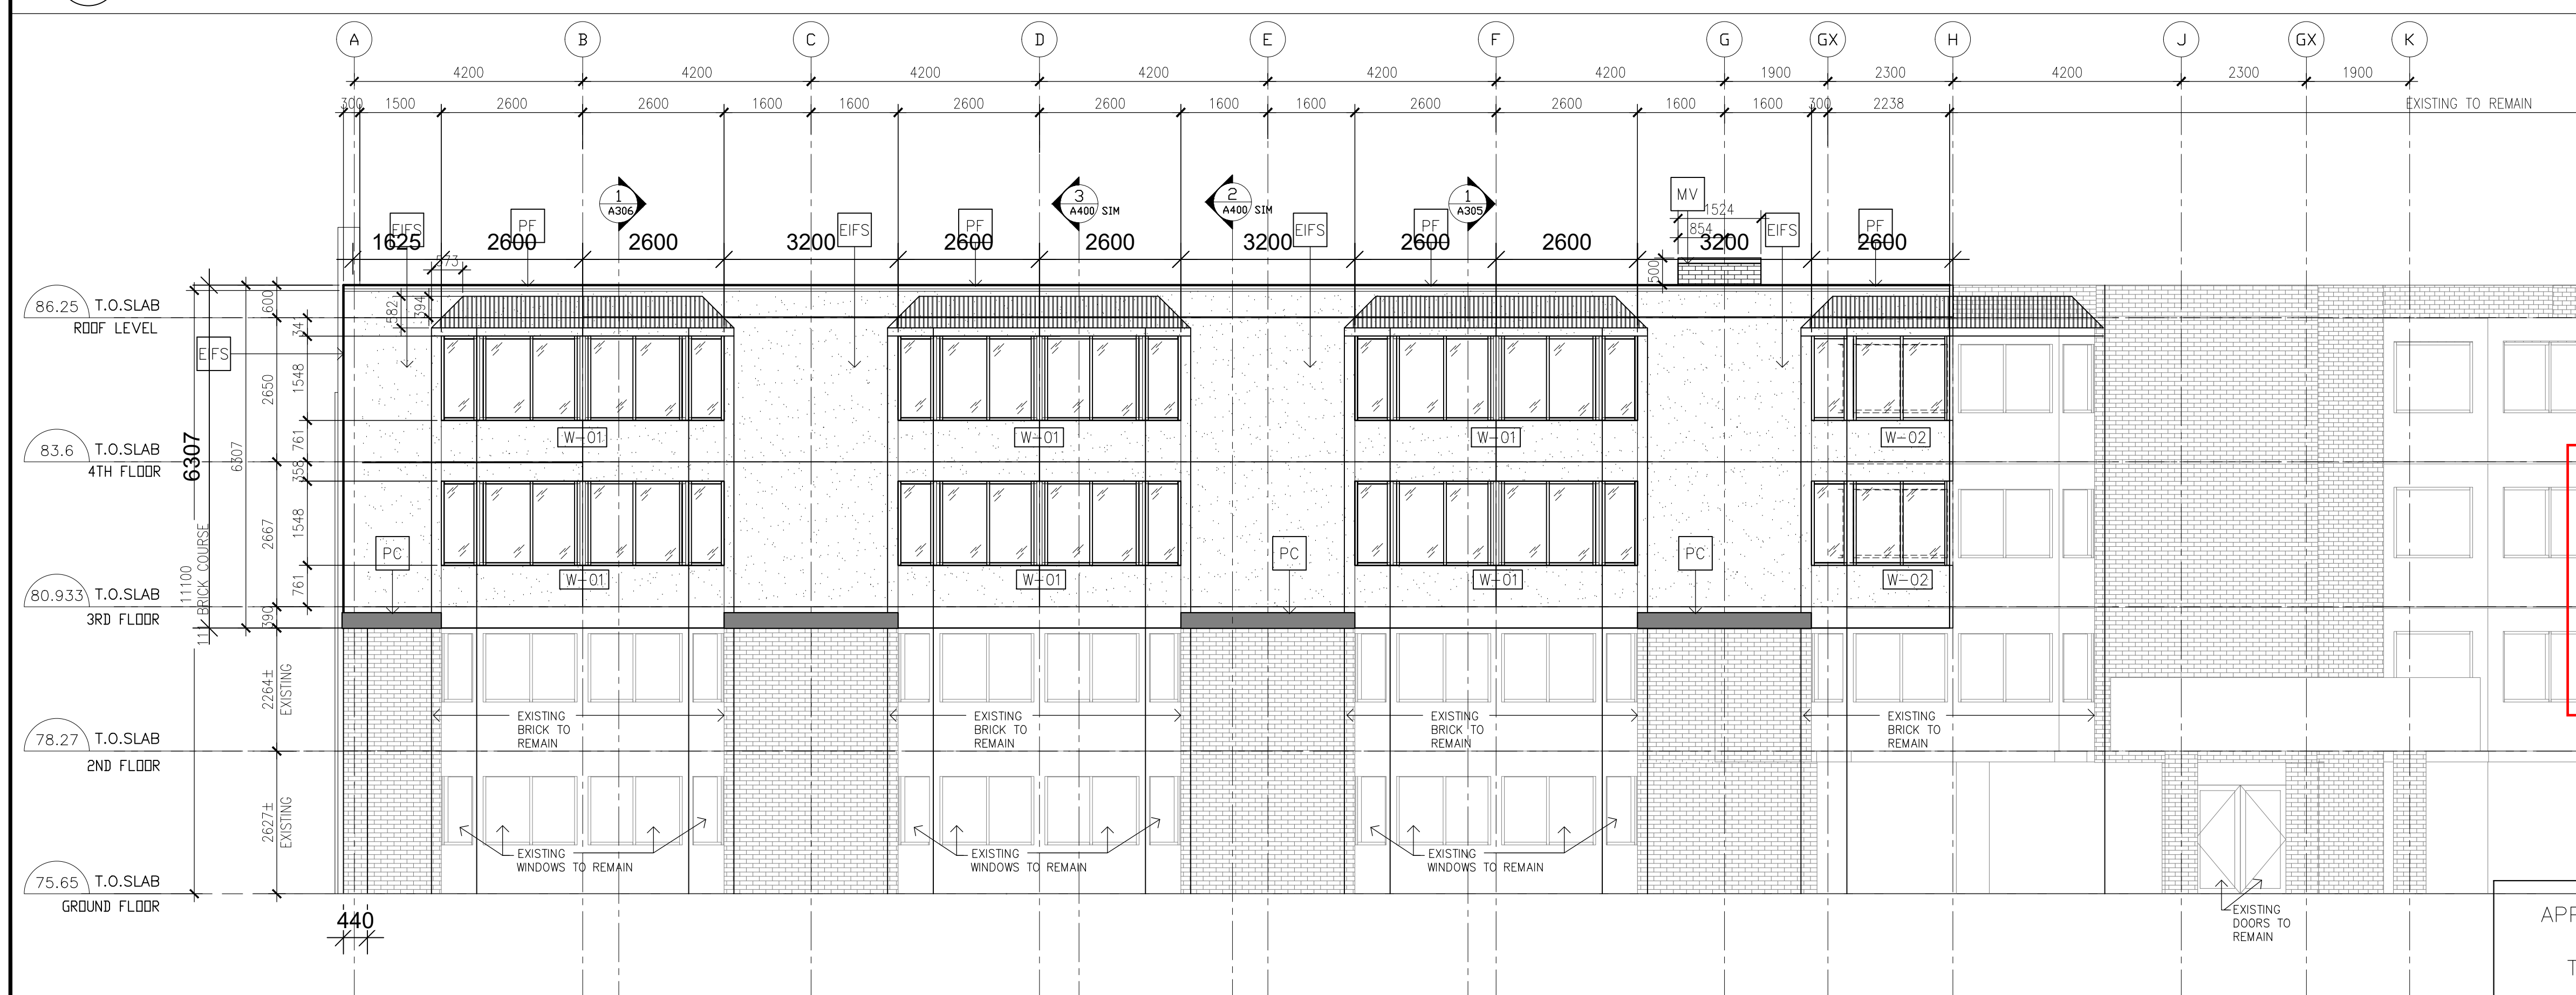 A B C D E F G GX H J GX K
4200 4200 4200 4200 4200 4200 1900 2300 4200 2300 1900
300 1500 2600 2600 1600 1600 2600 2600 1600 1600 2600 2600 1600 1600 300 2238 EXISTING TO REMAIN
1
A306
3
A400 SIM
2
A400 SIM
1
A305
MV
1524
854
500
EIFS PF EIFS PF EIFS PF EIFS PF
1625 2600 2600 3200 2600 2600 3200 2600 2600 3200 2600
573
582
394
86.25 T.O.SLAB
ROOF LEVEL
EIFS
83.6 T.O.SLAB
4TH FLOOR
80.933 T.O.SLAB
3RD FLOOR
78.27 T.O.SLAB
2ND FLOOR
75.65 T.O.SLAB
GROUND FLOOR
6307
6307
11100
BRICK COURSE
600
2650
2667
390
2264±
EXISTING
2627±
EXISTING
1548
761
358
1548
761
W-01 W-01 W-01 W-02
W-01 W-01 W-01 W-02
PC PC PC
EXISTING
BRICK TO
REMAIN
EXISTING
BRICK TO
REMAIN
EXISTING
BRICK TO
REMAIN
EXISTING
BRICK TO
REMAIN
EXISTING
WINDOWS TO REMAIN
EXISTING
WINDOWS TO REMAIN
EXISTING
WINDOWS TO REMAIN
EXISTING
DOORS TO
REMAIN
440